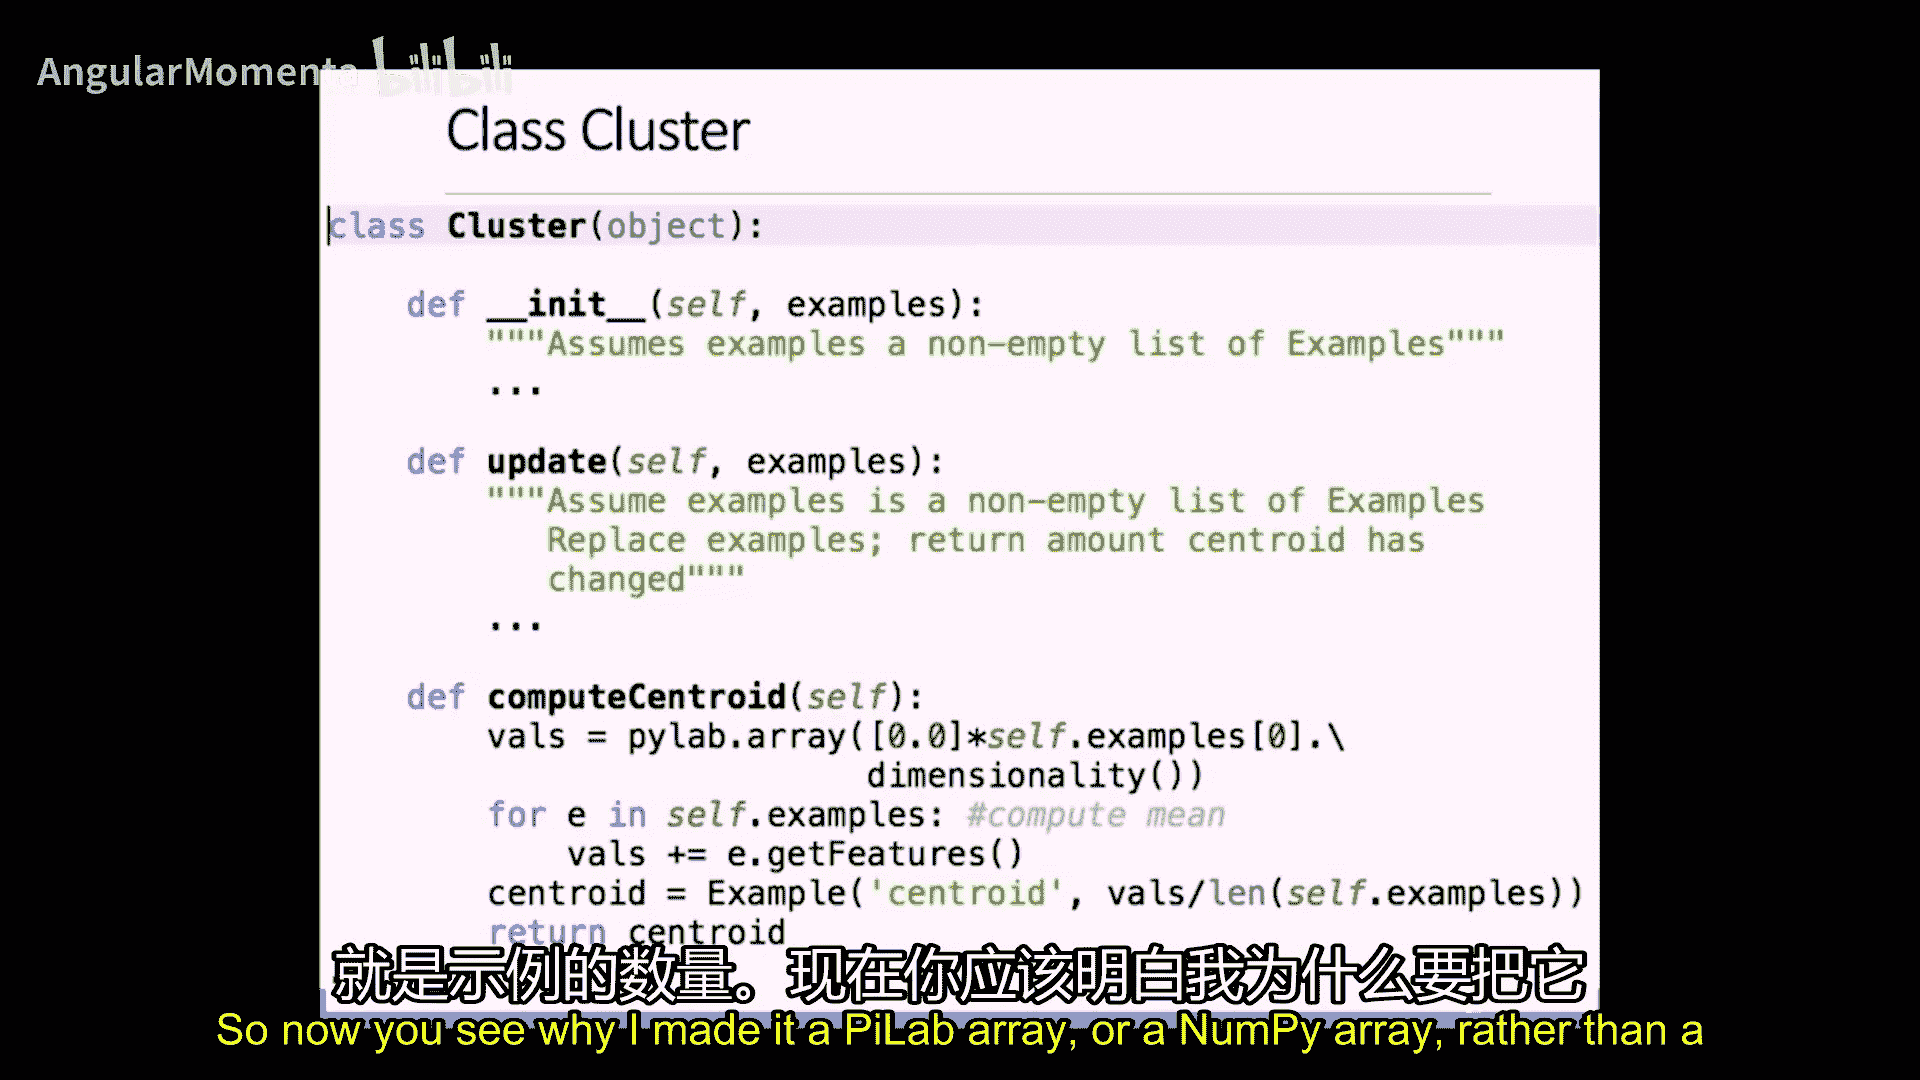 AngularMomenta bilibili
Class Cluster
class Cluster(object):
def __init__(self, examples):
"""Assumes examples a non-empty list of Examples"""
...
def update(self, examples):
"""Assume examples is a non-empty list of Examples
Replace examples; return amount centroid has
changed"""
...
def computeCentroid(self):
vals = pylab.array([0.0]*self.examples[0].\
dimensionality())
for e in self.examples: #compute mean
vals += e.getFeatures()
centroid = Example('centroid', vals/len(self.examples))
return centroid
就是示例的数量。现在你应该明白我为什么要把它
So now you see why I made it a PiLab array, or a NumPy array, rather than a